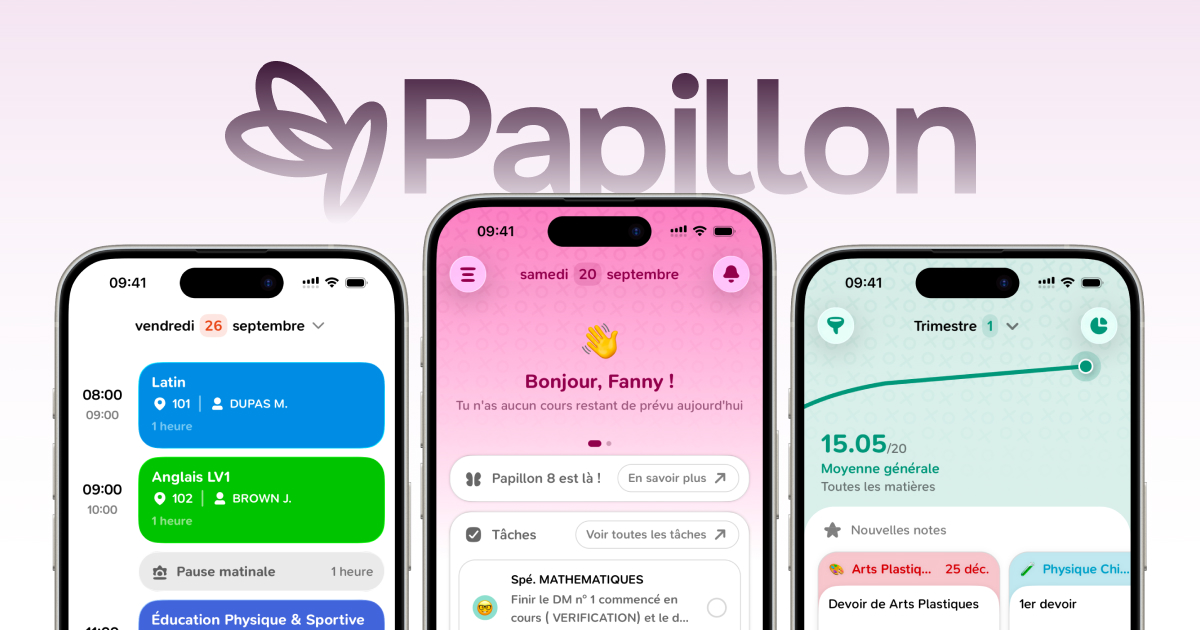 Papillon
09:41
vendredi 26 septembre
08:00
09:00
Latin
101 | DUPAS M.
1 heure
09:00
10:00
Anglais LV1
102 | BROWN J.
1 heure
Pause matinale 1 heure
Éducation Physique & Sportive
09:41
samedi 20 septembre
Bonjour, Fanny !
Tu n'as aucun cours restant de prévu aujourd'hui
Papillon 8 est là ! En savoir plus
Tâches Voir toutes les tâches
Spé. MATHEMATIQUES
Finir le DM n° 1 commencé en
cours ( VERIFICATION) et le d...
09:41
Trimestre 1
15.05/20
Moyenne générale
Toutes les matières
Nouvelles notes
Arts Plastiq... 25 déc.
Devoir de Arts Plastiques
Physique Chi...
1er devoir